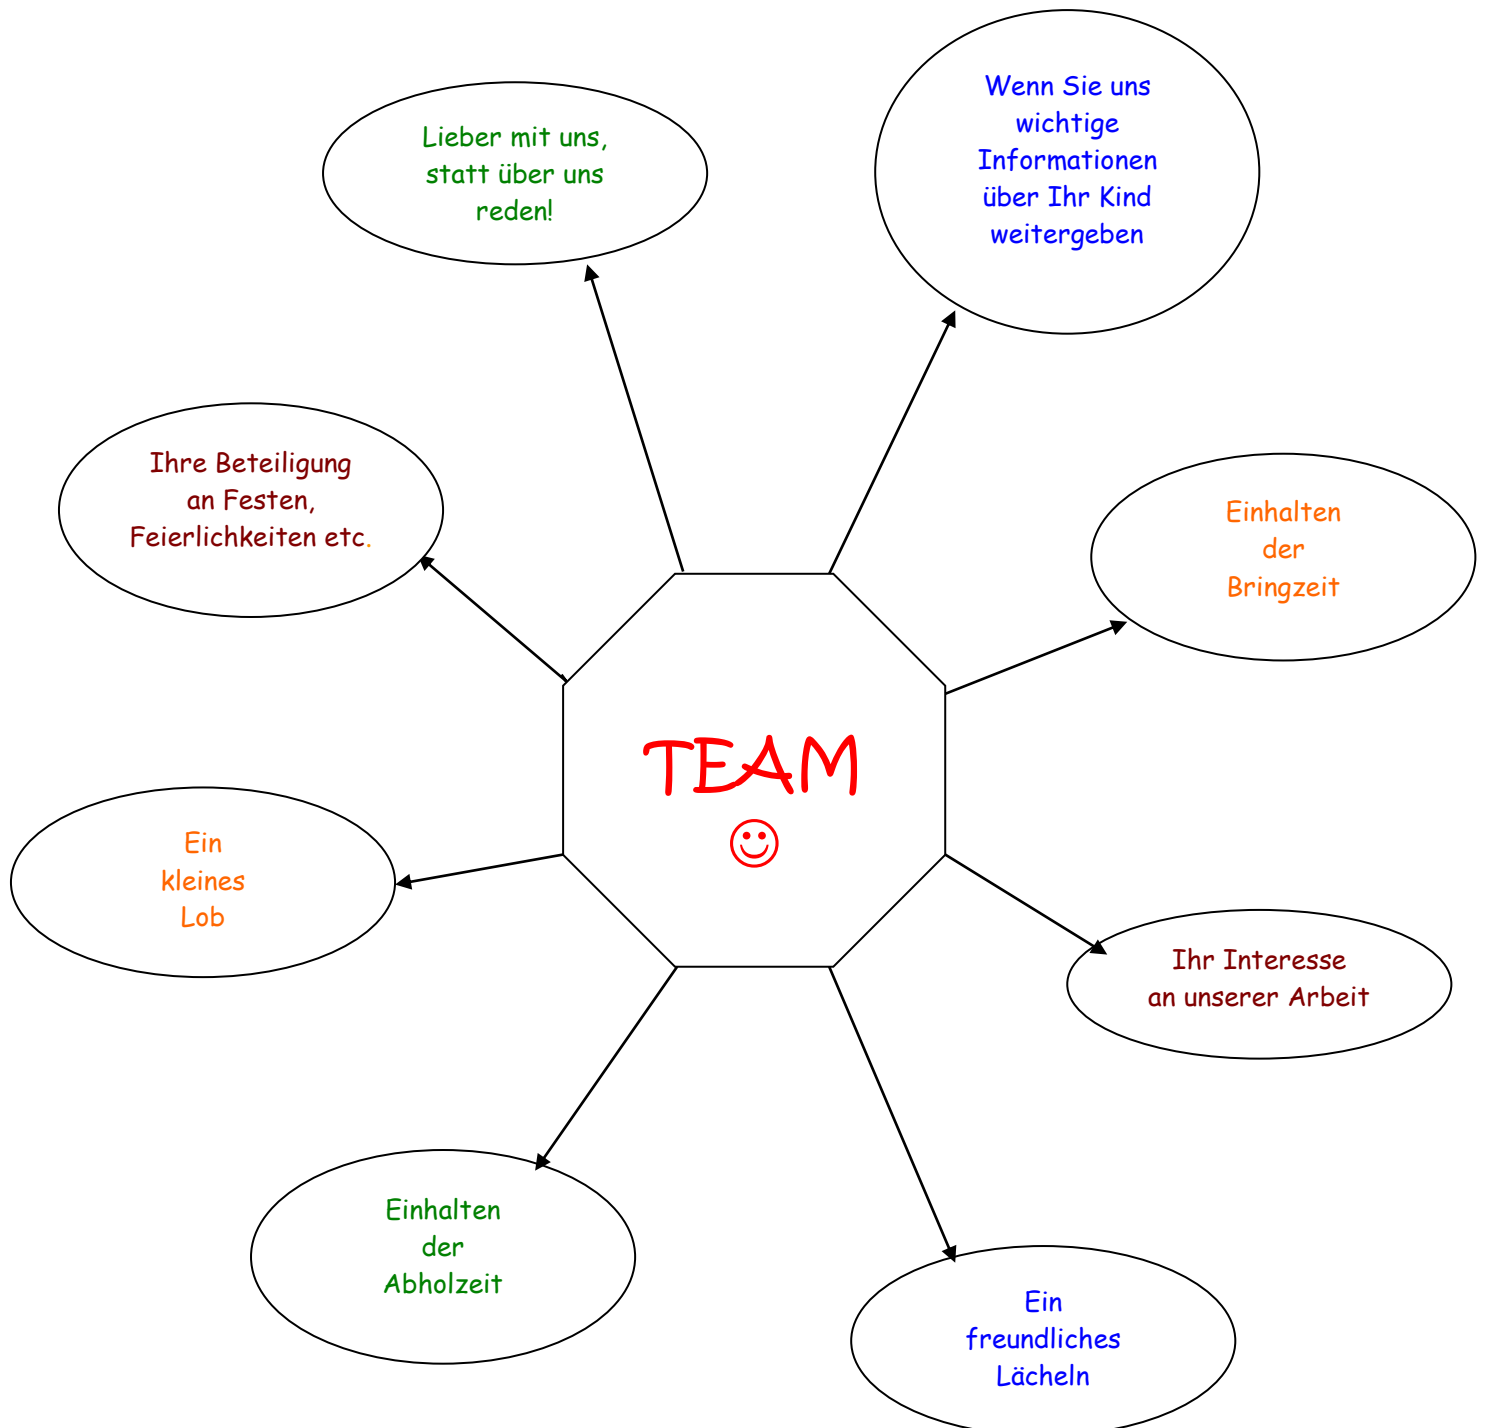 Wenn Sie uns
wichtige
Informationen
über Ihr Kind
weitergeben
Lieber mit uns,
statt über uns
reden!
Ihre Beteiligung
an Festen,
Feierlichkeiten etc.
Einhalten
der
Bringzeit
TEAM
Ein
kleines
Lob
Ihr Interesse
an unserer Arbeit
Einhalten
der
Abholzeit
Ein
freundliches
Lächeln